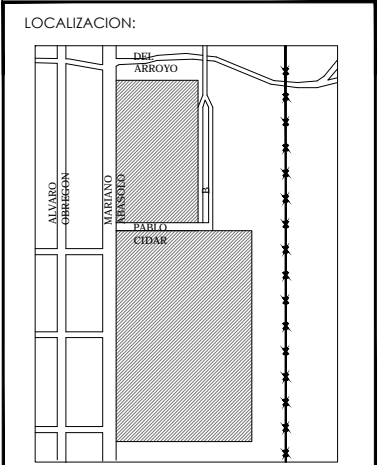 LOCALIZACION:
DEL
ARROYO
ALVARO
OBREGON
MARIANO
ABASOLO
B
PABLO
CIDAR